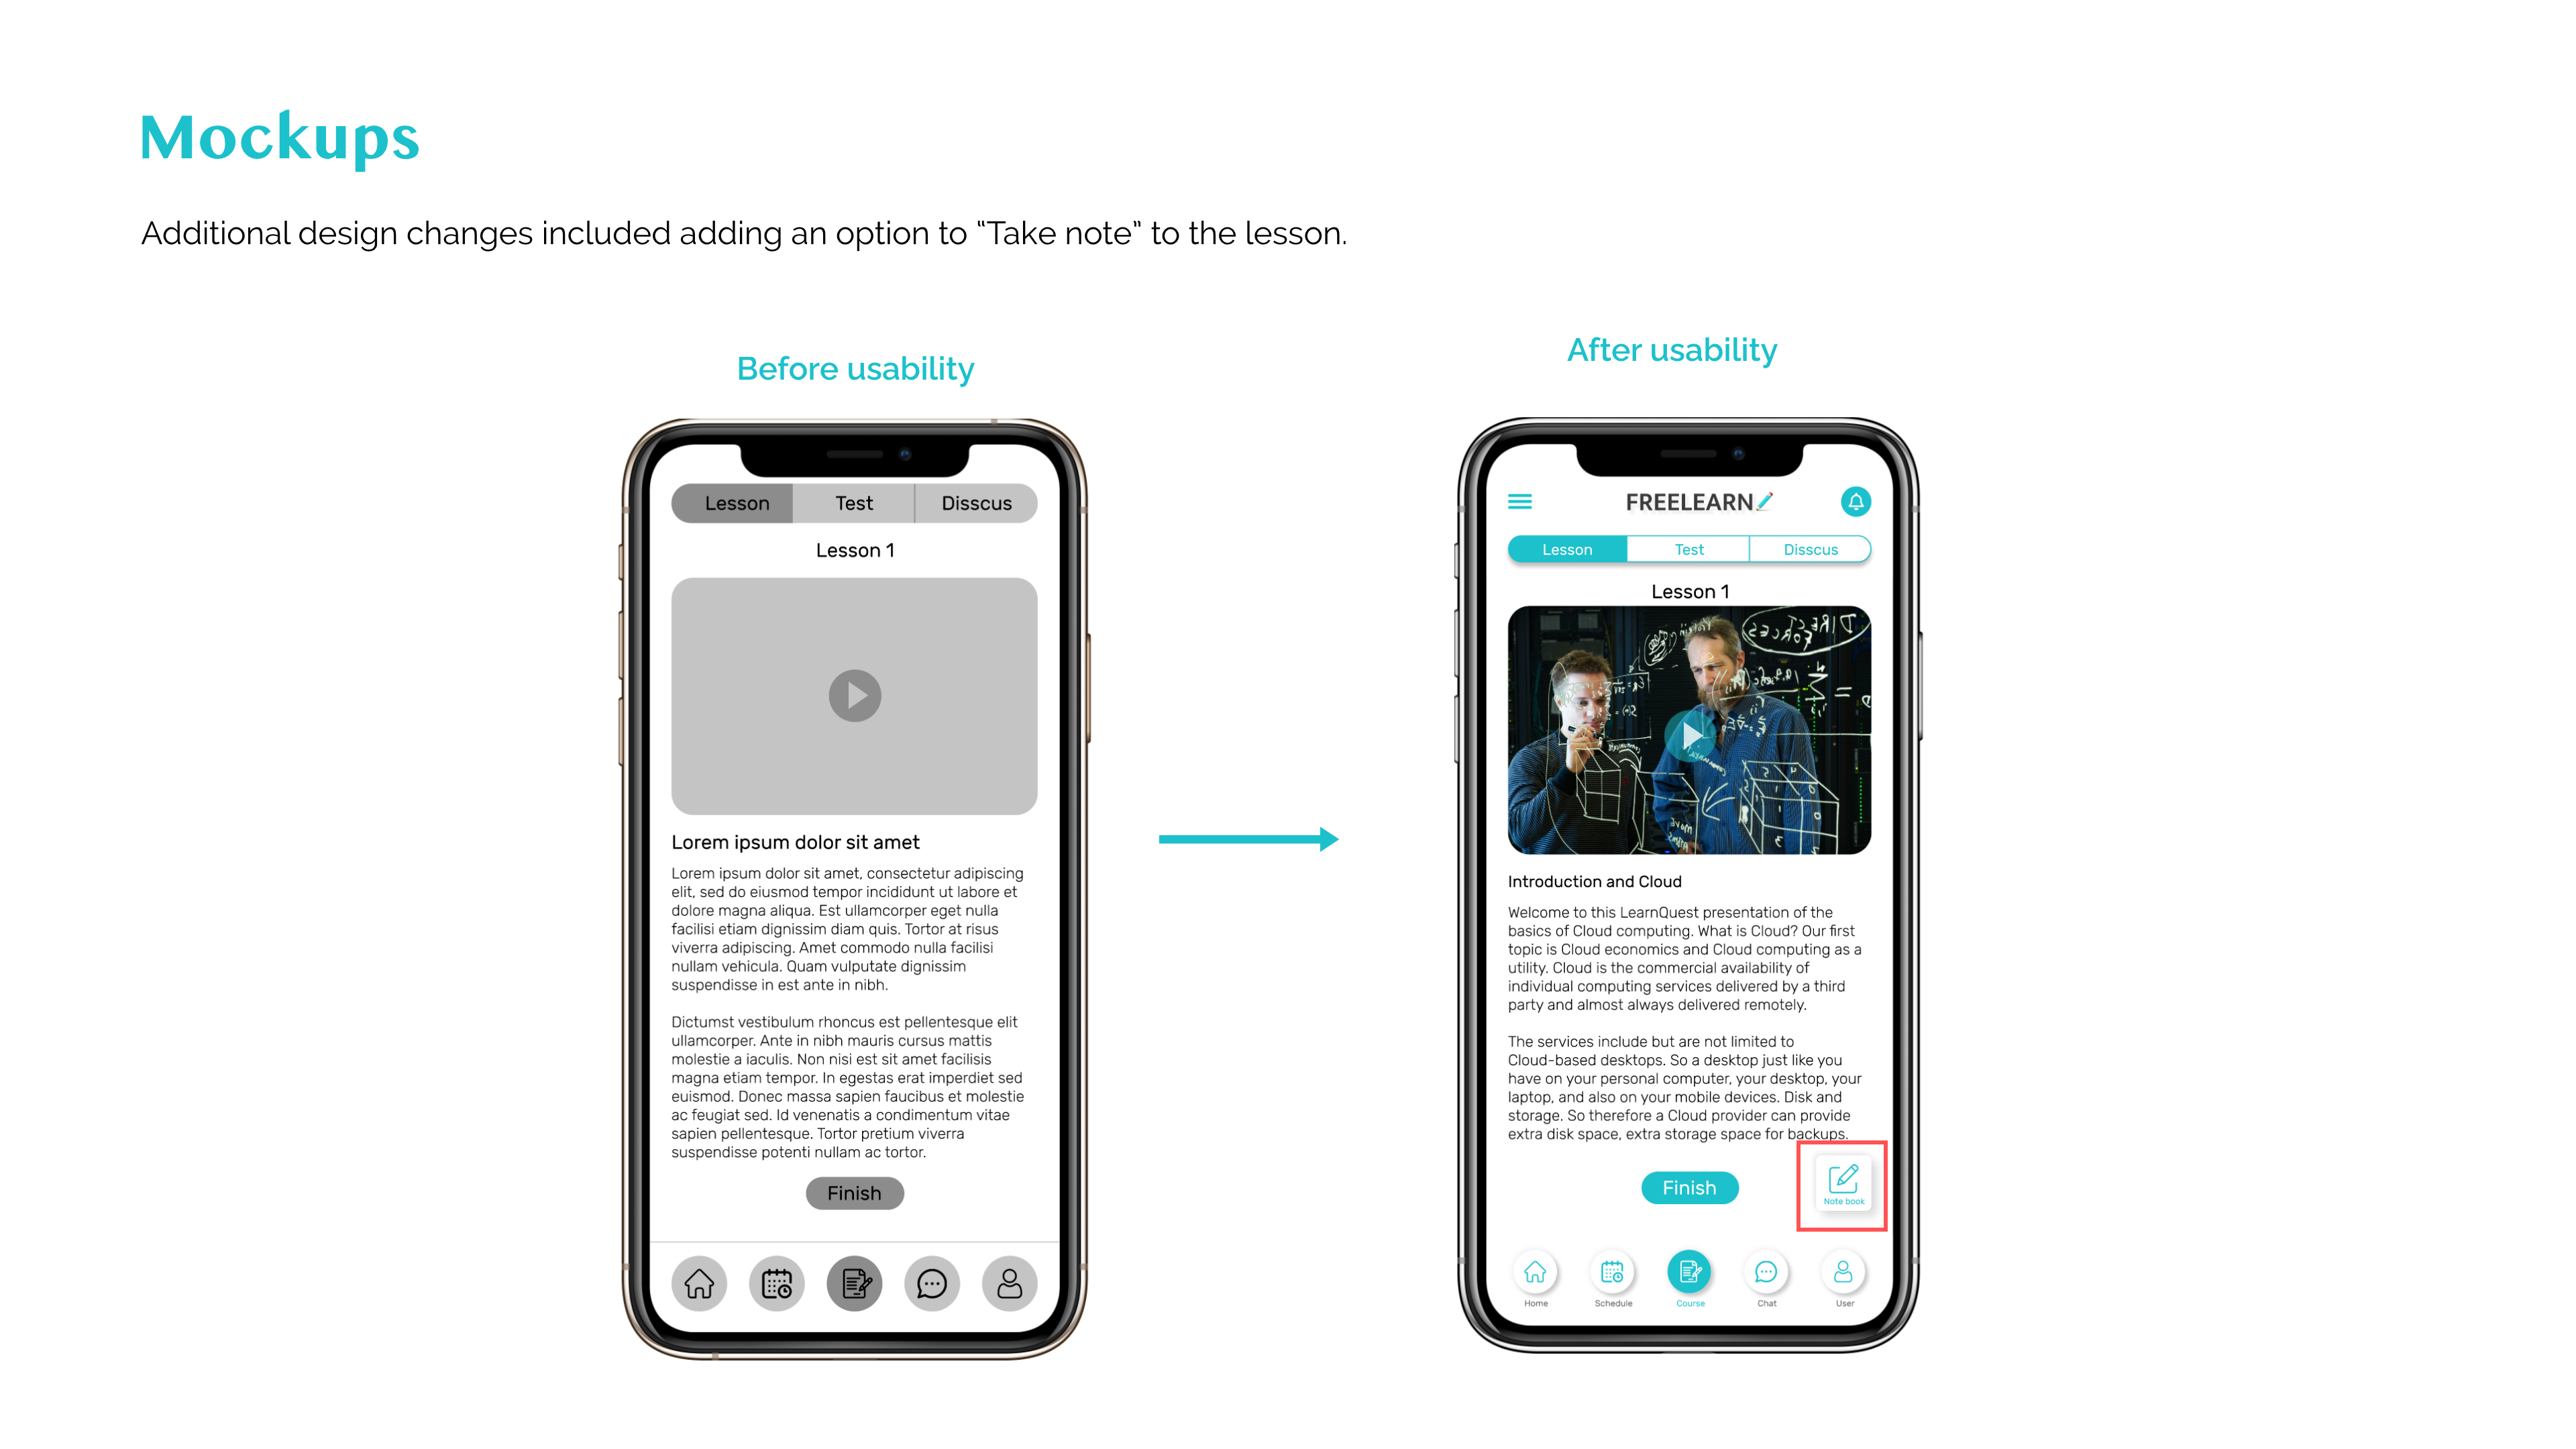 Mockups
Additional design changes included adding an option to “Take note” to the lesson.
Before usability
Lesson Test Disscus
Lesson 1
Lorem ipsum dolor sit amet
Lorem ipsum dolor sit amet, consectetur adipiscing
elit, sed do eiusmod tempor incididunt ut labore et
dolore magna aliqua. Est ullamcorper eget nulla
facilisi etiam dignissim diam quis. Tortor at risus
viverra adipiscing. Amet commodo nulla facilisi
nullam vehicula. Quam vulputate dignissim
suspendisse in est ante in nibh.
Dictumst vestibulum rhoncus est pellentesque elit
ullamcorper. Ante in nibh mauris cursus mattis
molestie a iaculis. Non nisi est sit amet facilisis
magna etiam tempor. In egestas erat imperdiet sed
euismod. Donec massa sapien faucibus et molestie
ac feugiat sed. Id venenatis a condimentum vitae
sapien pellentesque. Tortor pretium viverra
suspendisse potenti nullam ac tortor.
Finish
After usability
FREELEARN
Lesson Test Disscus
Lesson 1
DIRECT
FORCES
Introduction and Cloud
Welcome to this LearnQuest presentation of the
basics of Cloud computing. What is Cloud? Our first
topic is Cloud economics and Cloud computing as a
utility. Cloud is the commercial availability of
individual computing services delivered by a third
party and almost always delivered remotely.
The services include but are not limited to
Cloud-based desktops. So a desktop just like you
have on your personal computer, your desktop, your
laptop, and also on your mobile devices. Disk and
storage. So therefore a Cloud provider can provide
extra disk space, extra storage space for backups.
Finish
Note book
Home Schedule Course Chat User